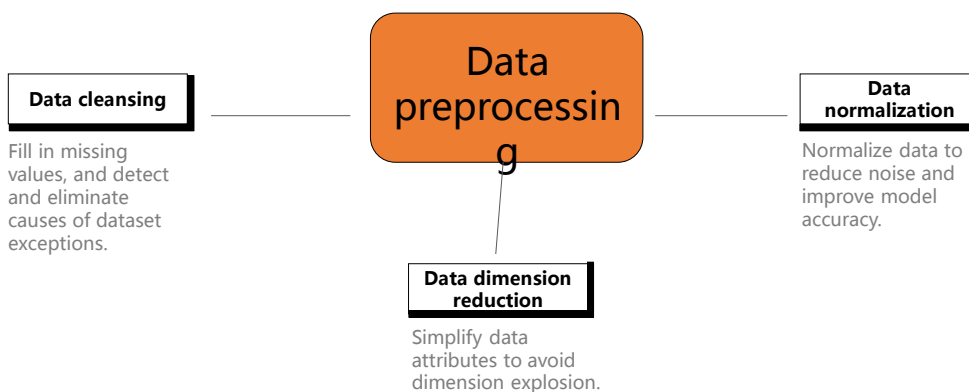 Data
preprocessin
g
Data cleansing
Fill in missing
values, and detect
and eliminate
causes of dataset
exceptions.
Data
normalization
Normalize data to
reduce noise and
improve model
accuracy.
Data dimension
reduction
Simplify data
attributes to avoid
dimension explosion.